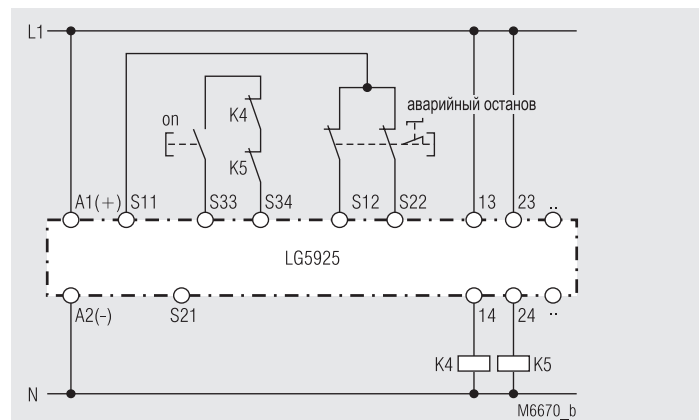 L1
аварийный останов
on
K4
K5
A1(+) S11 S33 S34 S12 S22 13 23 ..
LG5925
A2(-) S21 14 24 ..
K4 K5
N
M6670_b